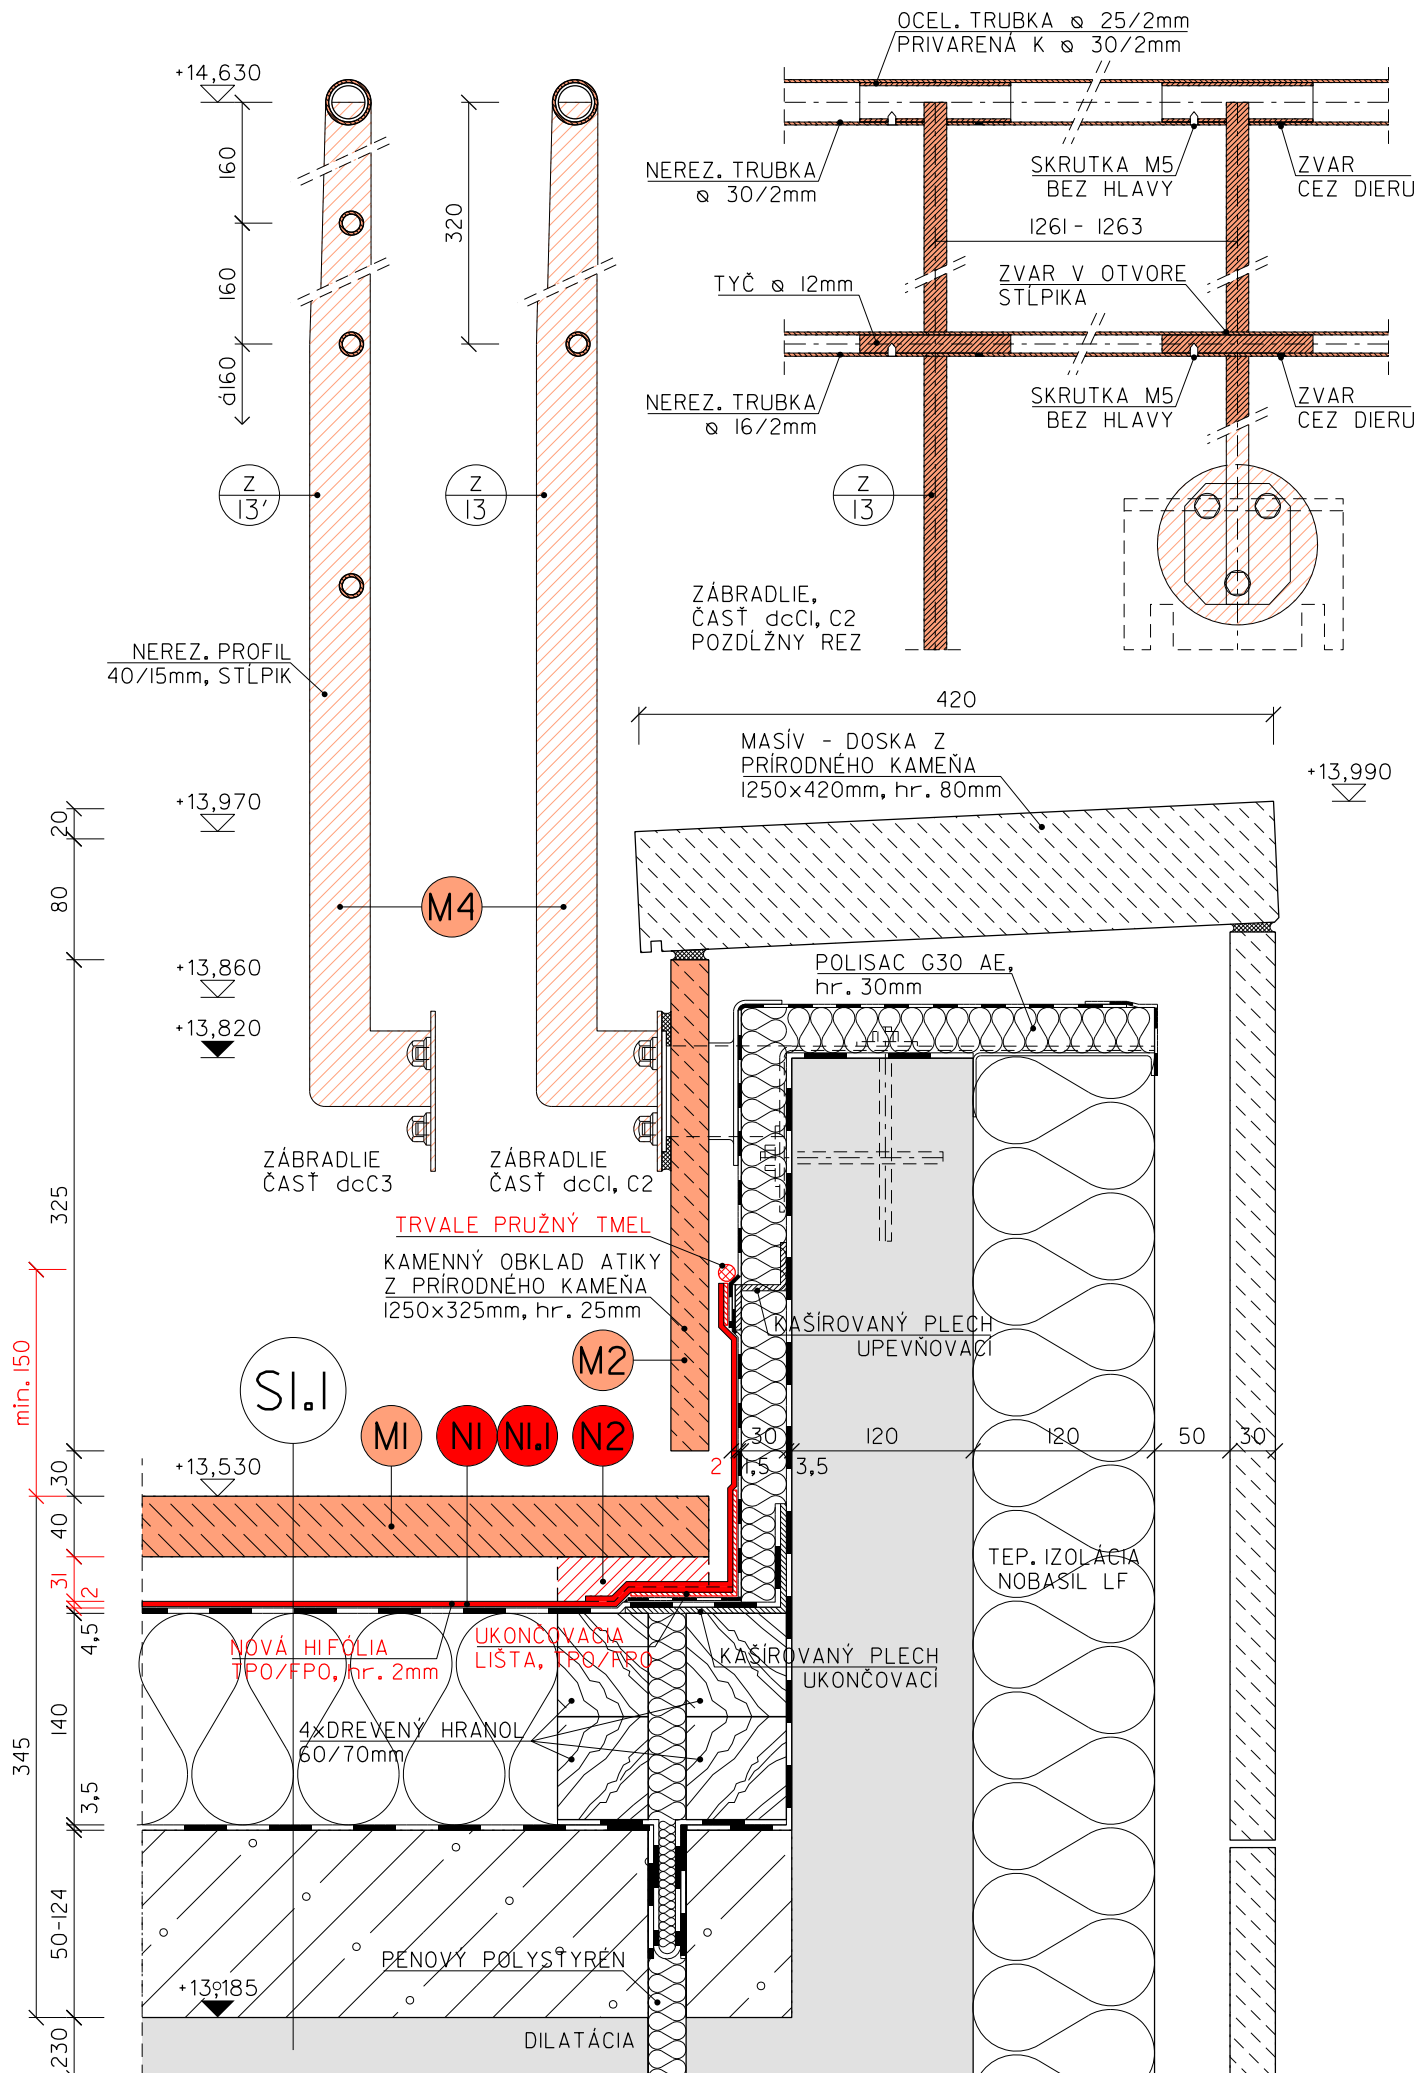 OCEL. TRUBKA ⌀ 25/2mm
PRIVARENÁ K ⌀ 30/2mm
+14,630
160
160
á160
320
NEREZ. TRUBKA
⌀ 30/2mm
SKRUTKA M5
BEZ HLAVY
ZVAR
CEZ DIERU
1261 - 1263
TYČ ⌀ 12mm
ZVAR V OTVORE
STĹPIKA
NEREZ. TRUBKA
⌀ 16/2mm
SKRUTKA M5
BEZ HLAVY
ZVAR
CEZ DIERU
Z
13'
Z
13
Z
13
ZÁBRADLIE,
ČASŤ dcC1, C2
POZDĹŽNY REZ
NEREZ. PROFIL
40/15mm, STĹPIK
420
MASÍV - DOSKA Z
PRÍRODNÉHO KAMEŇA
1250x420mm, hr. 80mm
+13,990
+13,970
20
80
M4
+13,860
+13,820
POLISAC G30 AE,
hr. 30mm
ZÁBRADLIE
ČASŤ dcC3
ZÁBRADLIE
ČASŤ dcC1, C2
325
TRVALE PRUŽNÝ TMEL
KAMENNÝ OBKLAD ATIKY
Z PRÍRODNÉHO KAMEŇA
1250x325mm, hr. 25mm
KAŠÍROVANÝ PLECH
UPEVŇOVACÍ
min. 150
S1.1
M2
M1
N1
N1.1
N2
30
120
120
50
30
2
1,5
3,5
+13,530
30
40
31
2
4,5
TEP. IZOLÁCIA
NOBASIL LF
NOVÁ HI FÓLIA
TPO/FPO, hr. 2mm
UKONČOVACIA
LIŠTA, TPO/FPO
KAŠÍROVANÝ PLECH
UKONČOVACÍ
4xDREVENÝ HRANOL
60/70mm
140
345
3,5
50-124
PENOVÝ POLYSTYRÉN
+13,185
DILATÁCIA
230